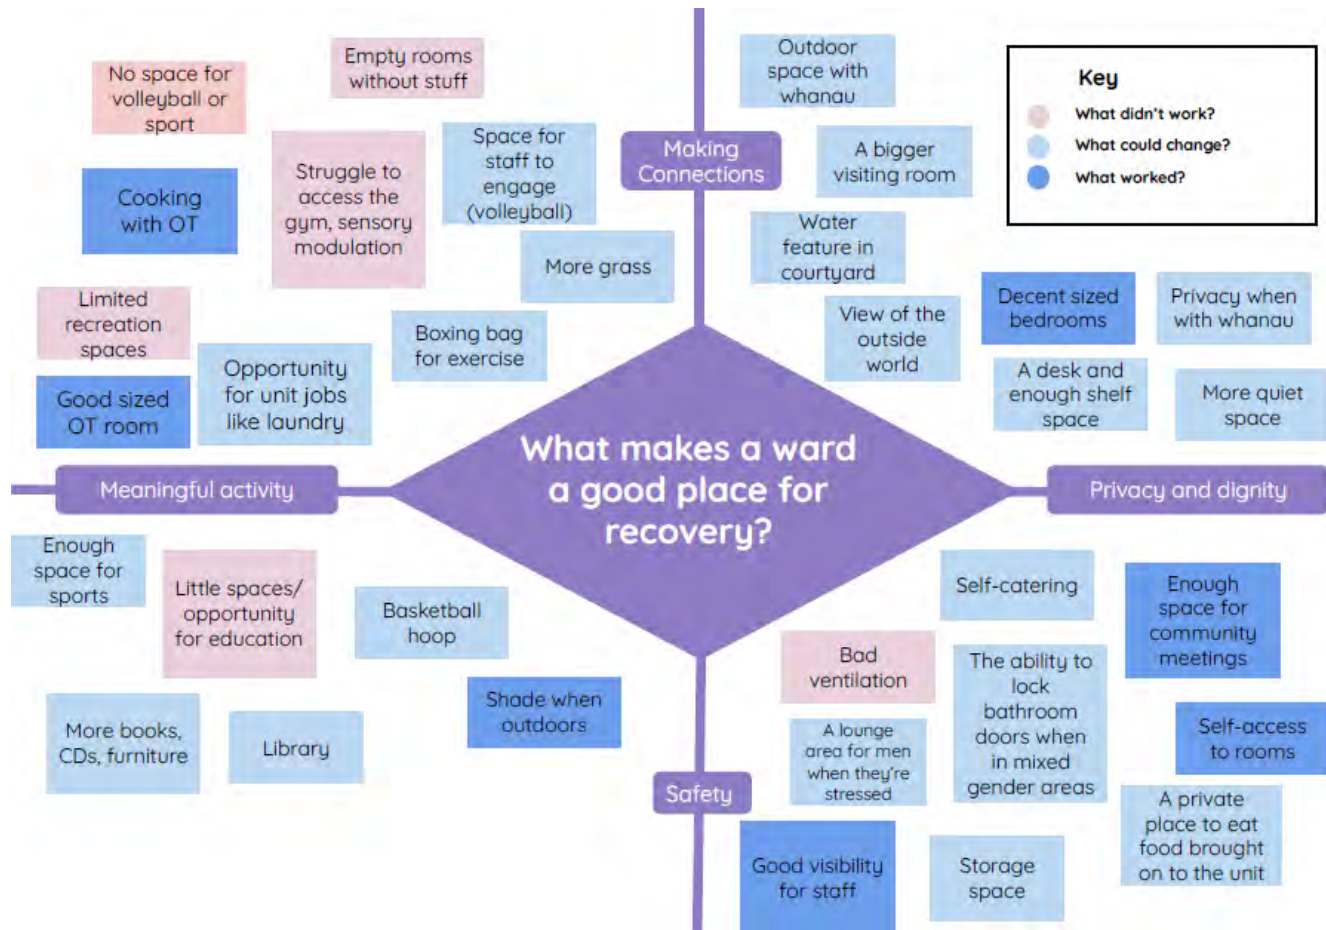 No space for
volleyball or
sport
Empty rooms
without stuff
Cooking
with OT
Struggle to
access the
gym, sensory
modulation
Space for
staff to
engage
(volleyball)
More grass
Limited
recreation
spaces
Good sized
OT room
Opportunity
for unit jobs
like laundry
Boxing bag
for exercise
Making
Connections
Outdoor
space with
whanau
A bigger
visiting room
Water
feature in
courtyard
View of the
outside
world
Key
What didn't work?
What could change?
What worked?
Decent sized
bedrooms
Privacy when
with whanau
A desk and
enough shelf
space
More quiet
space
Meaningful activity
What makes a ward
a good place for
recovery?
Privacy and dignity
Enough
space for
sports
Little spaces/
opportunity
for education
Basketball
hoop
More books,
CDs, furniture
Library
Shade when
outdoors
Safety
Self-catering
Enough
space for
community
meetings
Bad
ventilation
The ability to
lock
bathroom
doors when
in mixed
gender areas
A lounge
area for men
when they're
stressed
Self-access
to rooms
A private
place to eat
food brought
on to the unit
Good visibility
for staff
Storage
space